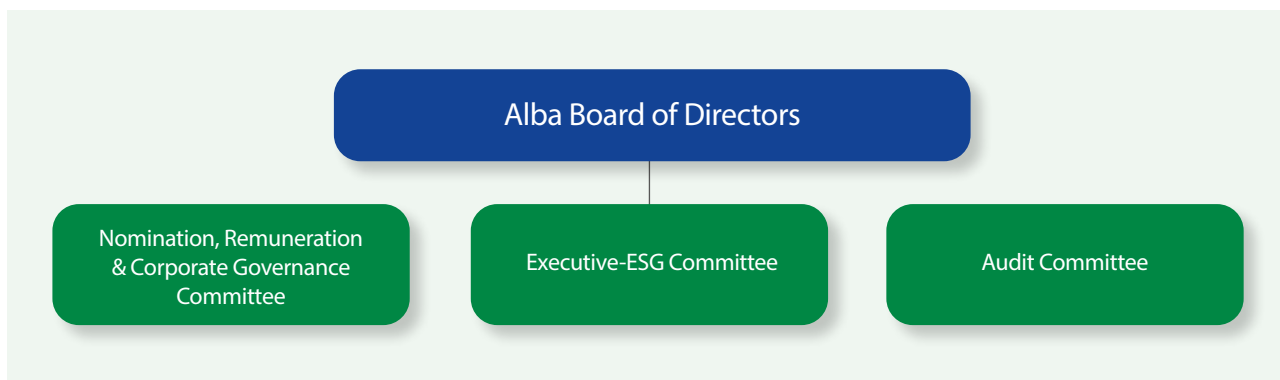 Alba Board of Directors
Nomination, Remuneration
& Corporate Governance
Committee
Executive-ESG Committee
Audit Committee